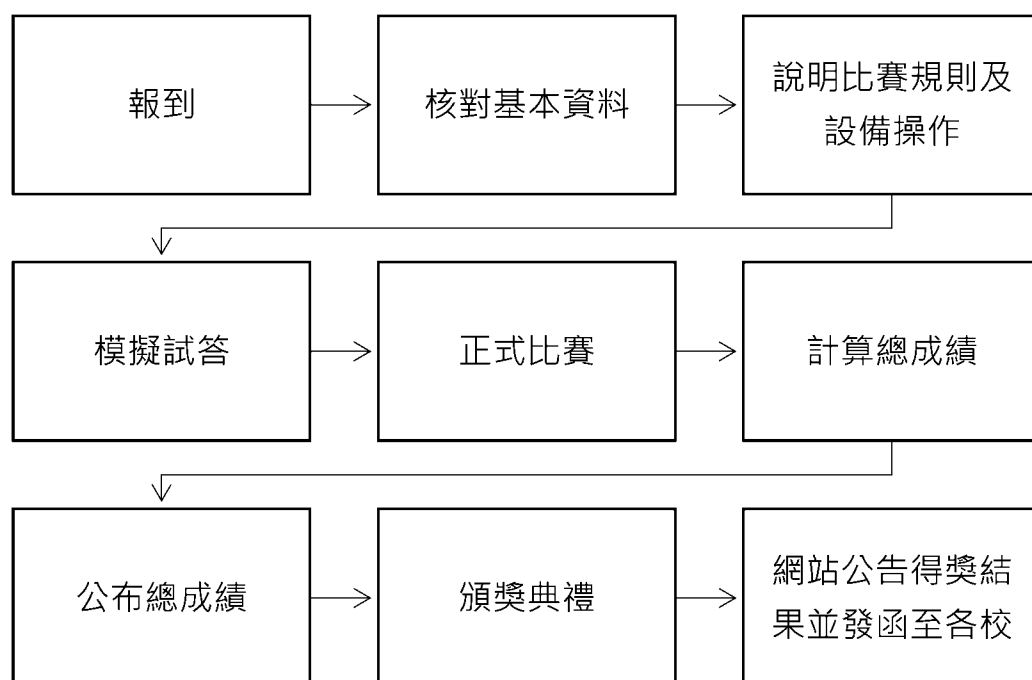 報到
核對基本資料
說明比賽規則及
設備操作
模擬試答
正式比賽
計算總成績
公布總成績
頒獎典禮
網站公告得獎結
果並發函至各校